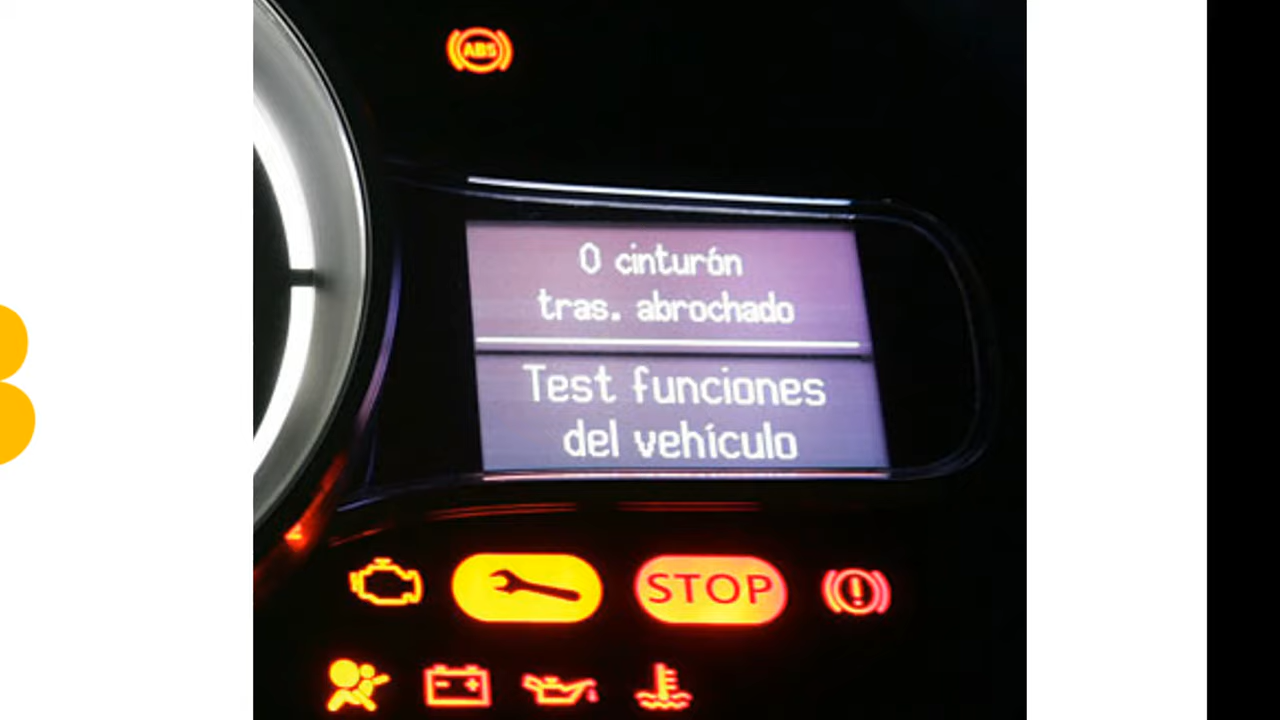 ABS
0 cinturón
tras. abrochado
Test funciones
del vehículo
STOP